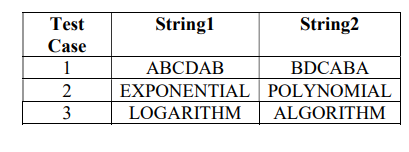 Test Case String1 String2
1 ABCDAB BDCABA
2 EXPONENTIAL POLYNOMIAL
3 LOGARITHM ALGORITHM